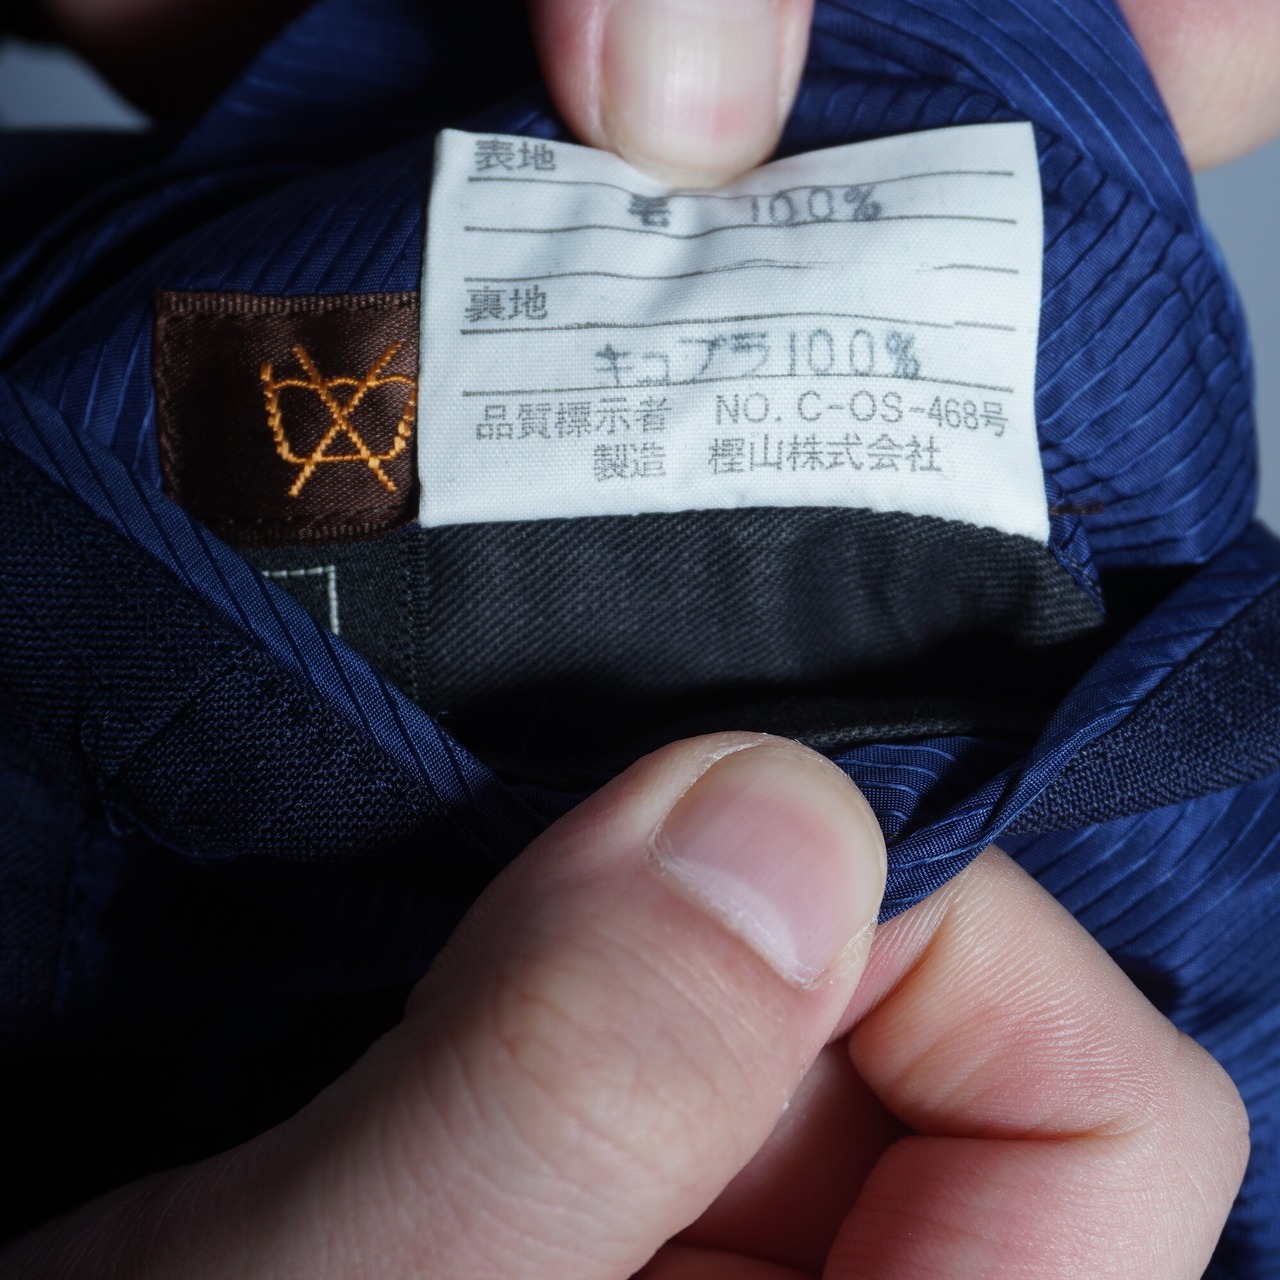 表地
毛 100%
裏地
キュプラ100%
品質標示者 NO. C-OS-468号
製造 樫山株式会社